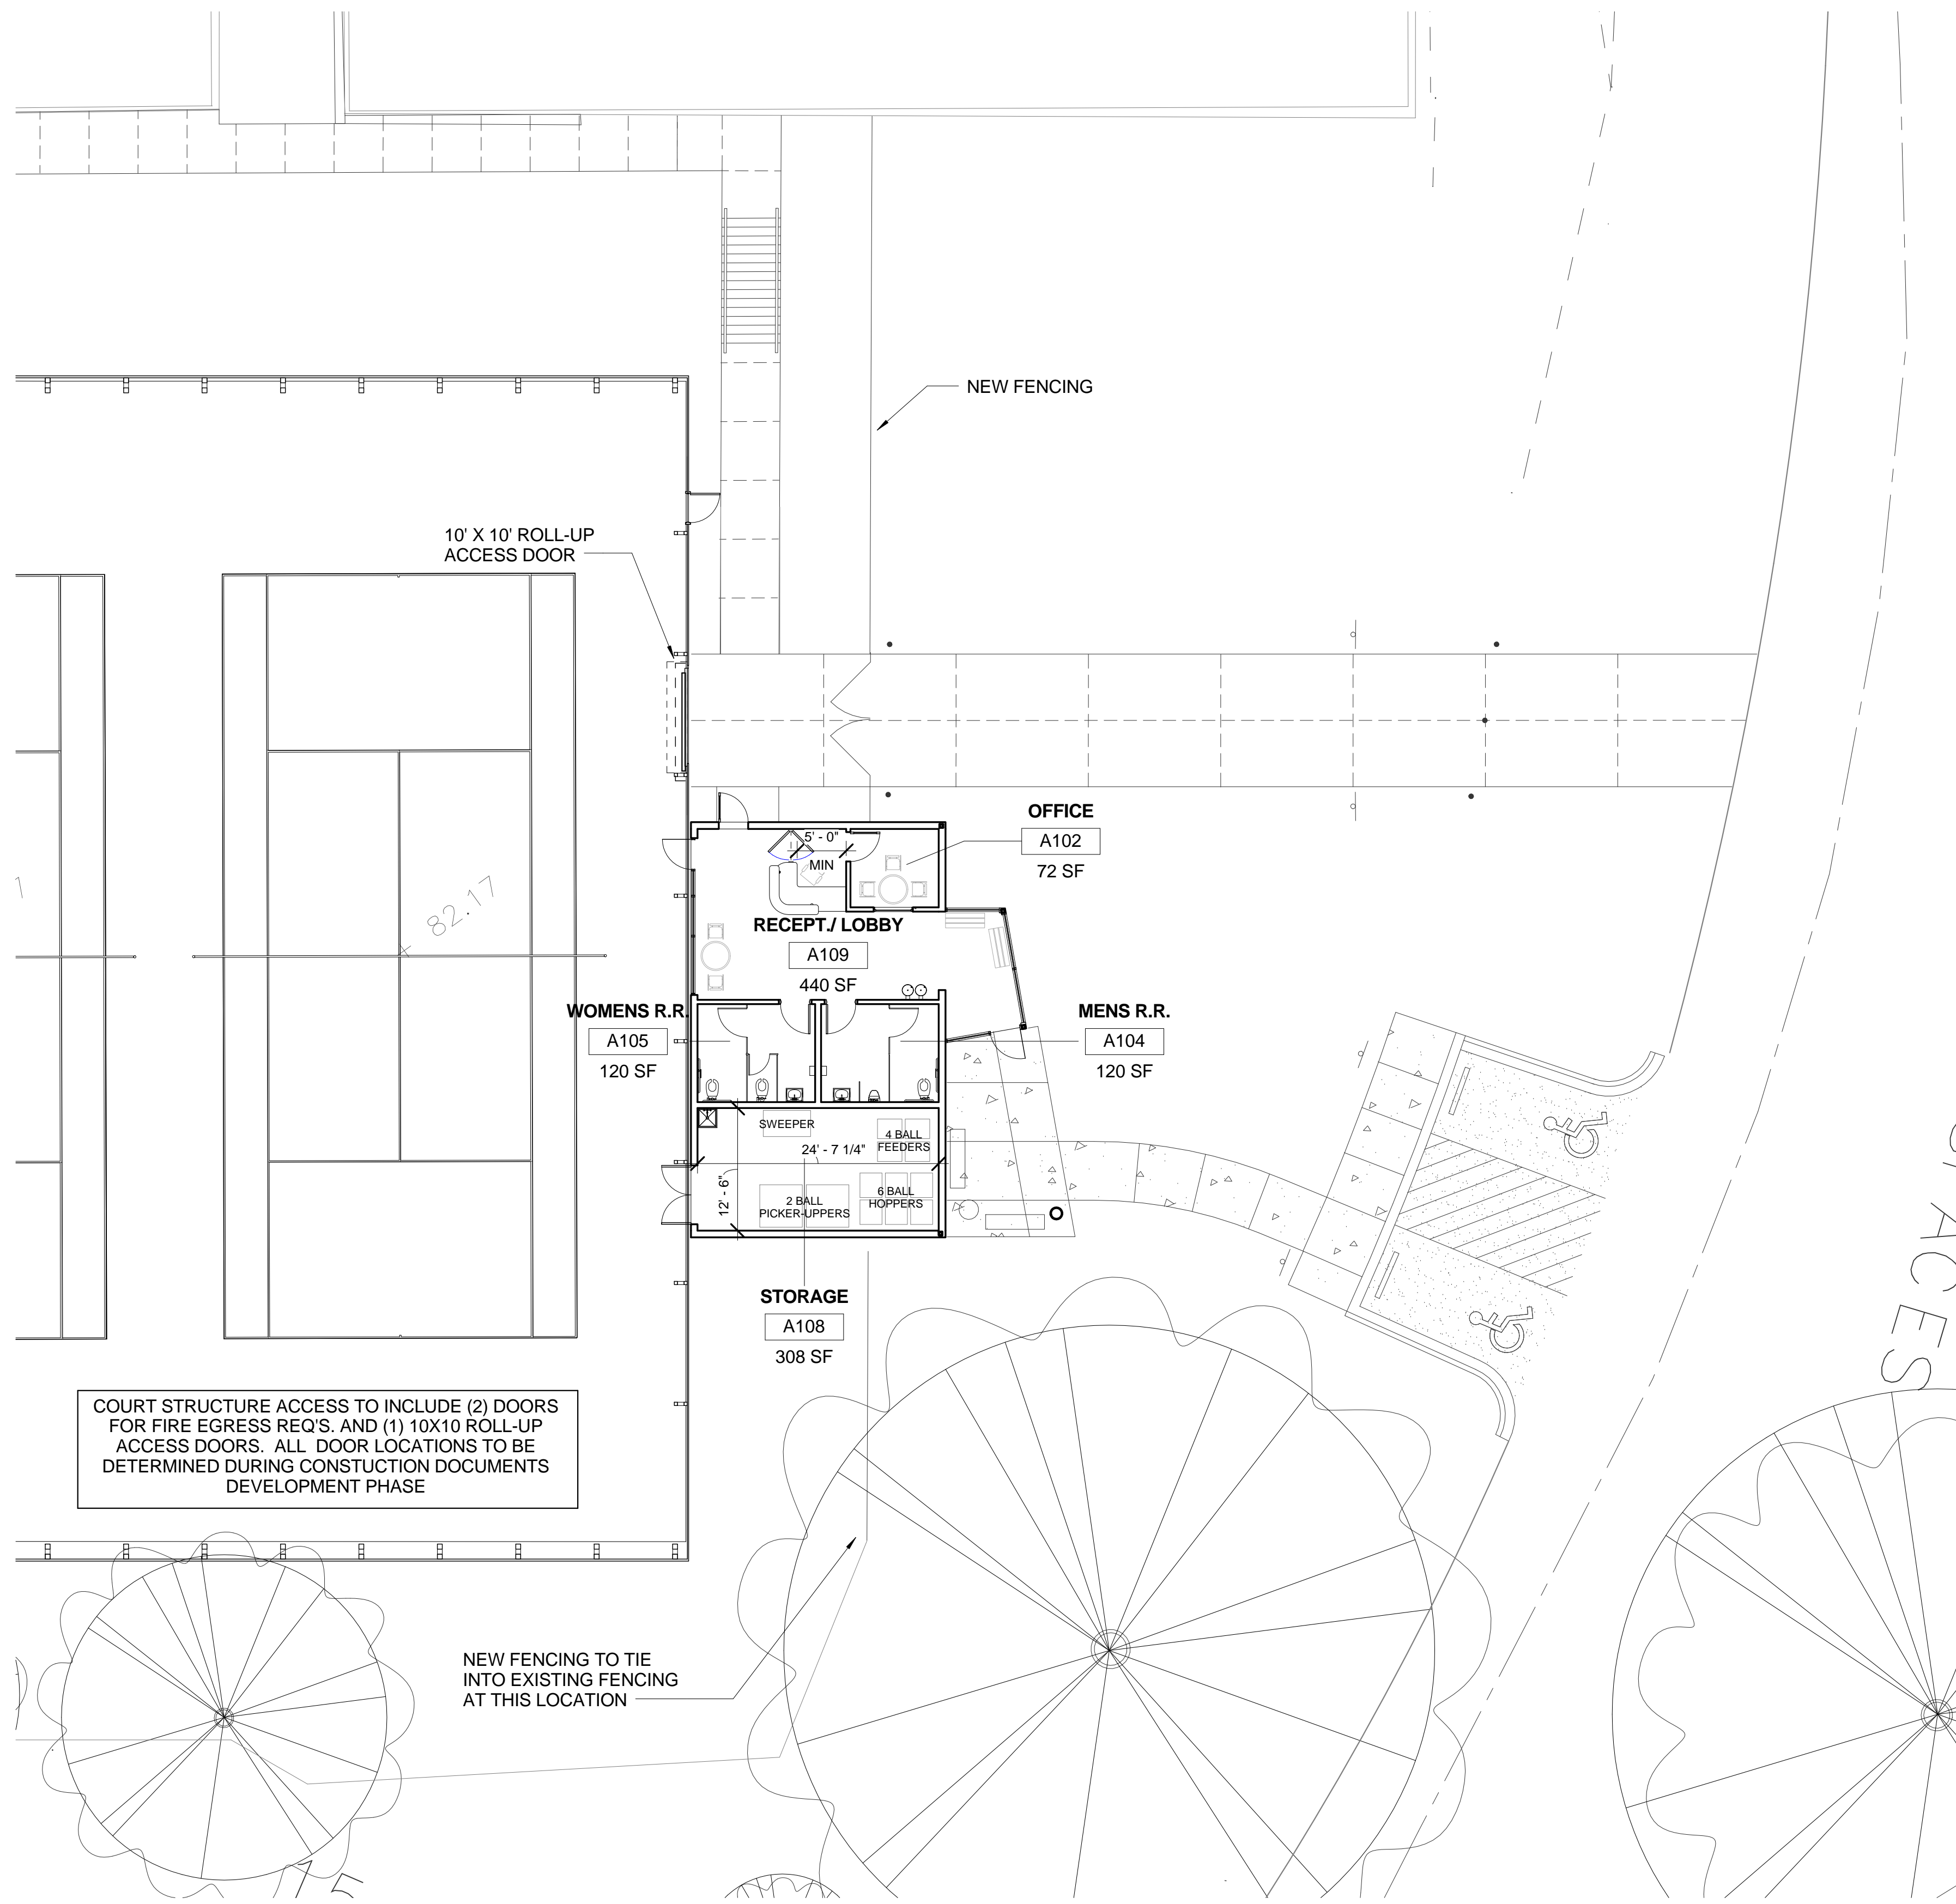 NEW FENCING
10' X 10' ROLL-UP
ACCESS DOOR
OFFICE
A102
72 SF
5' - 0"
MIN
82.17
RECEPT./ LOBBY
A109
440 SF
WOMENS R.R.
A105
120 SF
MENS R.R.
A104
120 SF
SWEEPER
4 BALL
FEEDERS
24' - 7 1/4"
12' - 6"
2 BALL
PICKER-UPPERS
6 BALL
HOPPERS
STORAGE
A108
308 SF
COURT STRUCTURE ACCESS TO INCLUDE (2) DOORS
FOR FIRE EGRESS REQ'S. AND (1) 10X10 ROLL-UP
ACCESS DOORS.  ALL  DOOR LOCATIONS TO BE
DETERMINED DURING CONSTUCTION DOCUMENTS
DEVELOPMENT PHASE
NEW FENCING TO TIE
INTO EXISTING FENCING
AT THIS LOCATION